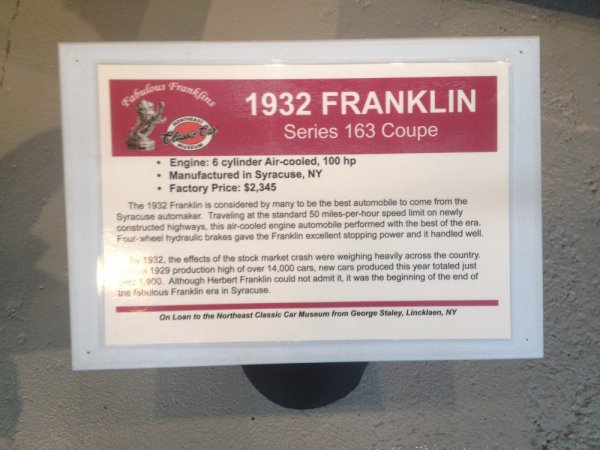 Fabulous Franklins
NORTHEAST
Classic Car
MUSEUM
1932 FRANKLIN
Series 163 Coupe
• Engine: 6 cylinder Air-cooled, 100 hp
• Manufactured in Syracuse, NY
• Factory Price: $2,345
The 1932 Franklin is considered by many to be the best automobile to come from the
Syracuse automaker. Traveling at the standard 50 miles-per-hour speed limit on newly
constructed highways, this air-cooled engine automobile performed with the best of the era.
Four-wheel hydraulic brakes gave the Franklin excellent stopping power and it handled well.
1932, the effects of the stock market crash were weighing heavily across the country.
a 1929 production high of over 14,000 cars, new cars produced this year totaled just
1,900. Although Herbert Franklin could not admit it, it was the beginning of the end of
the fabulous Franklin era in Syracuse.
On Loan to the Northeast Classic Car Museum from George Staley, Lincklaen, NY